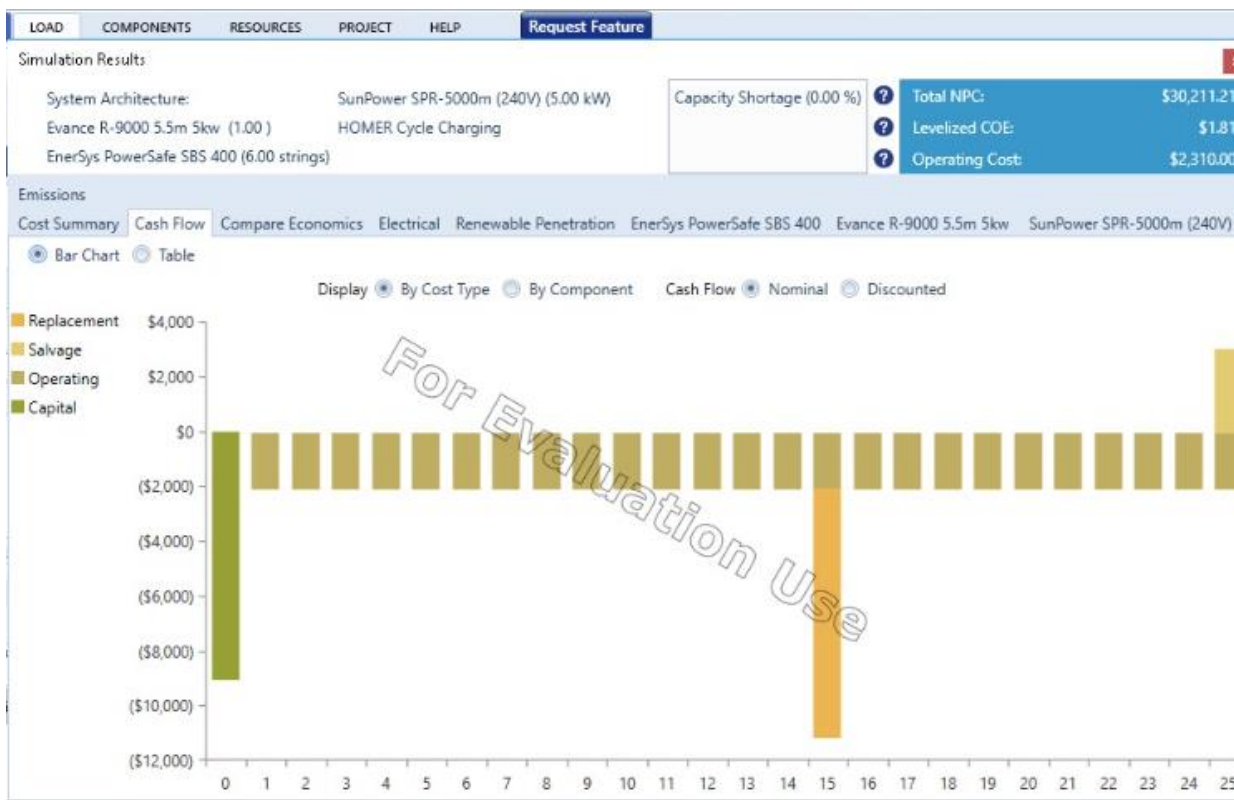 LOAD COMPONENTS RESOURCES PROJECT HELP Request Feature
Simulation Results
System Architecture: SunPower SPR-5000m (240V) (5.00 kW) Capacity Shortage (0.00 %) ? Total NPC: $30,211.21
Evance R-9000 5.5m 5kw (1.00 ) HOMER Cycle Charging ? Levelized COE: $1.81
EnerSys PowerSafe SBS 400 (6.00 strings) ? Operating Cost: $2,310.00
Emissions
Cost Summary Cash Flow Compare Economics Electrical Renewable Penetration EnerSys PowerSafe SBS 400 Evance R-9000 5.5m 5kw SunPower SPR-5000m (240V)
Bar Chart Table
Display By Cost Type By Component Cash Flow Nominal Discounted
Replacement
Salvage
Operating
Capital
$4,000
$2,000
$0
($2,000)
($4,000)
($6,000)
($8,000)
($10,000)
($12,000)
0 1 2 3 4 5 6 7 8 9 10 11 12 13 14 15 16 17 18 19 20 21 22 23 24 25
For Evaluation Use